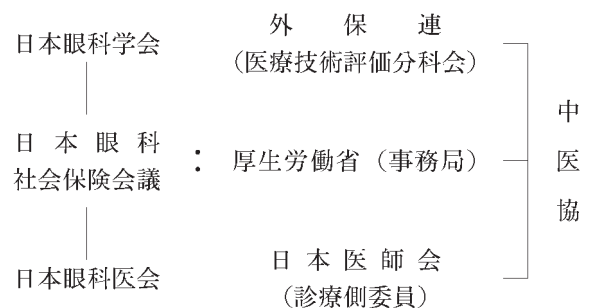 日本眼科学会
日本眼科
社会保険会議
日本眼科医会
:
外保連
（医療技術評価分科会）
厚生労働省（事務局）
日本医師会
（診療側委員）
中医協